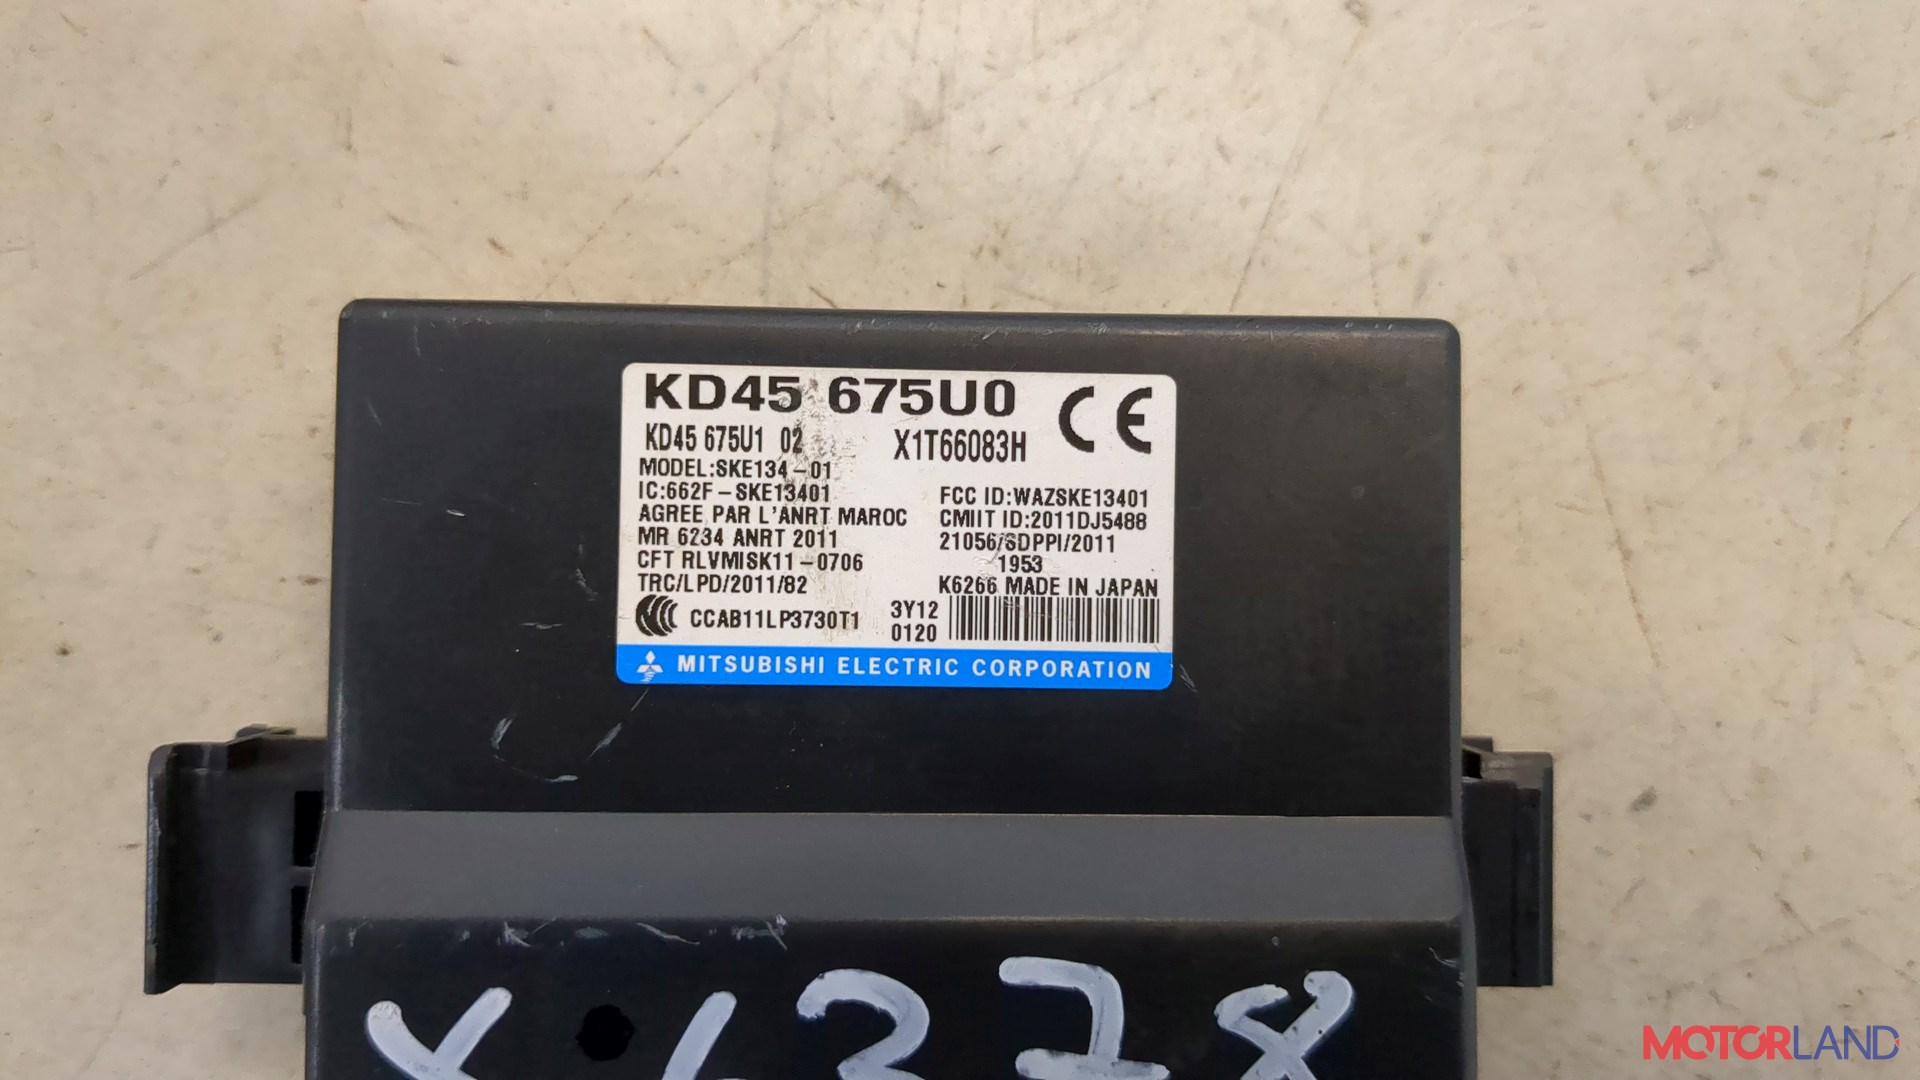 KD45 675U0
CE
KD45 675U1 02 X1T66083H
MODEL:SKE134-01
IC:662F-SKE13401 FCC ID:WAZSKE13401
AGREE PAR L'ANRT MAROC CMIIT ID:2011DJ5488
MR 6234 ANRT 2011 21056/SDPPI/2011
CFT RLVMISK11-0706 1953
TRC/LPD/2011/82 K6266 MADE IN JAPAN
CCAB11LP3730T1 3Y12
0120
MITSUBISHI ELECTRIC CORPORATION
MOTORLAND